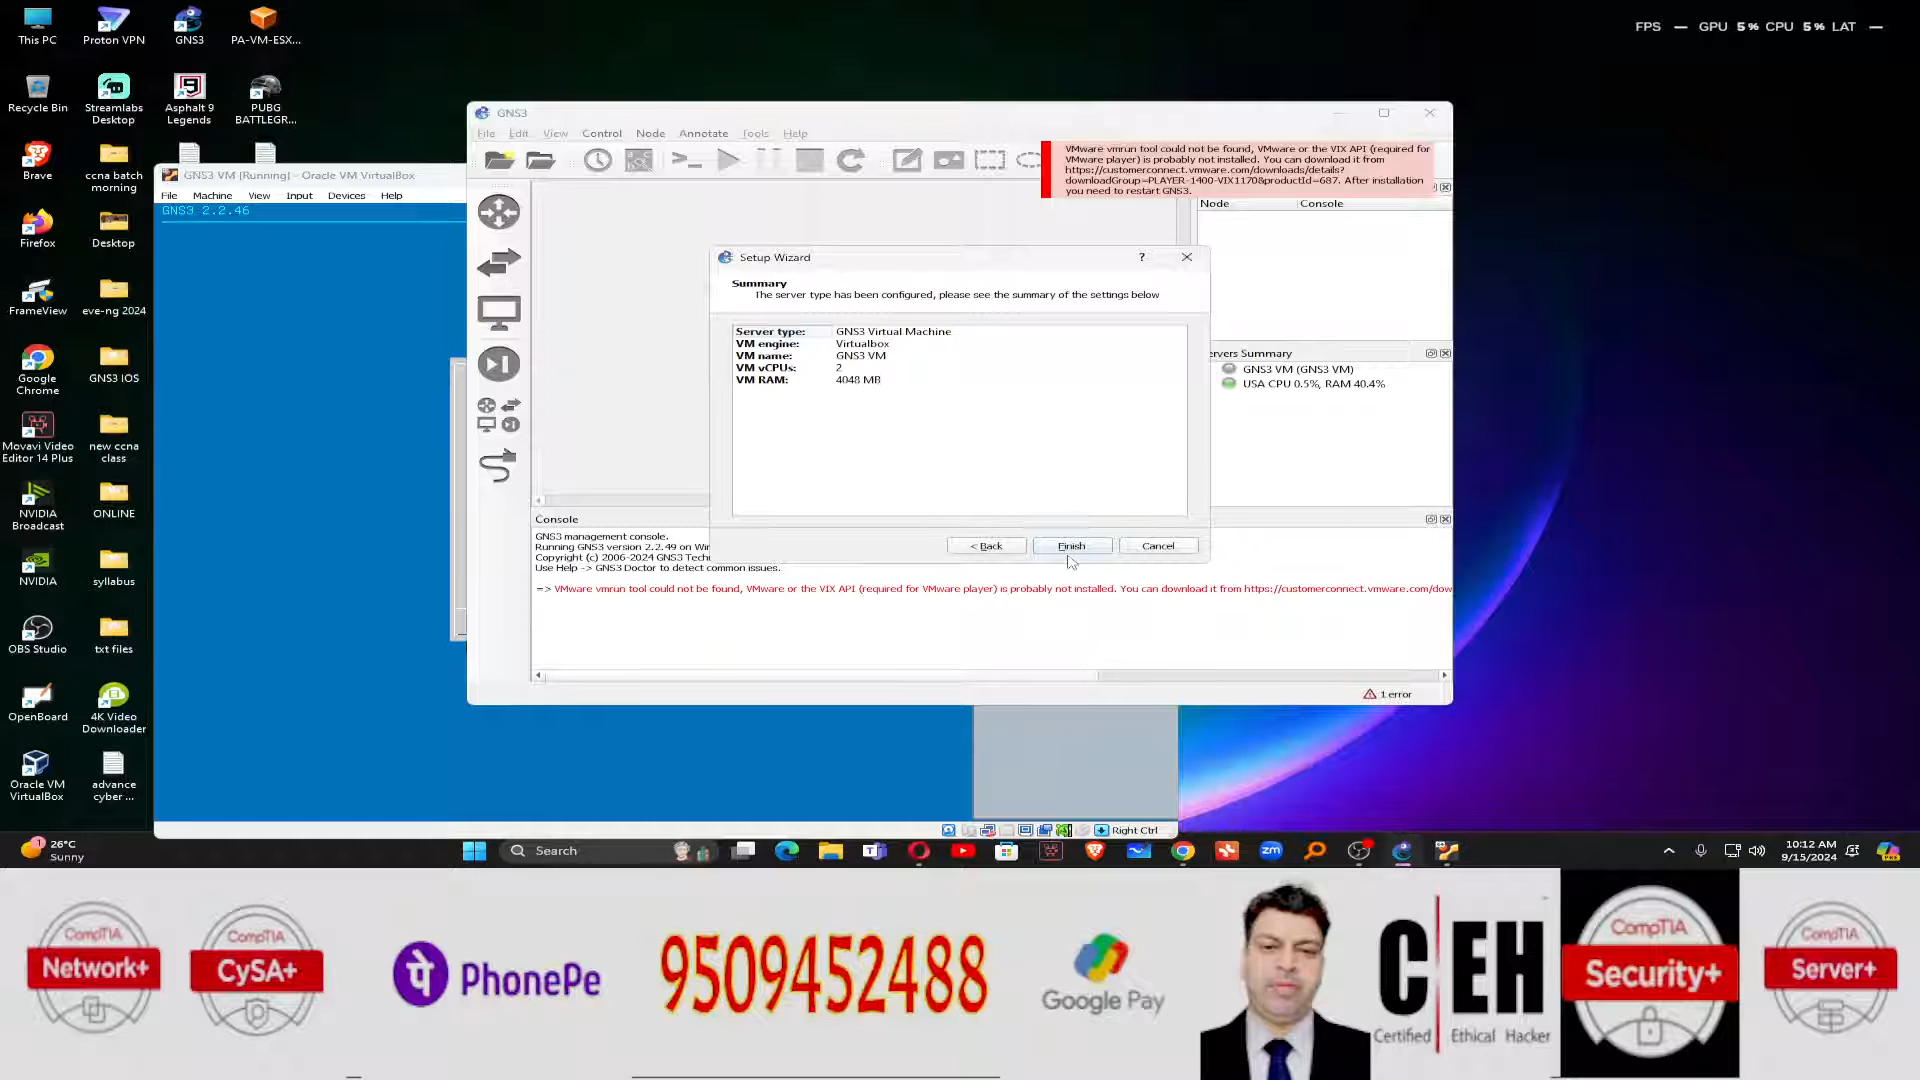 This PC
Proton VPN
GNS3
PA-VM-ESX...
FPS — GPU 5% CPU 5% LAT —
Recycle Bin
Streamlabs
Desktop
Asphalt 9
Legends
PUBG
BATTLEGR...
Brave
ccna batch
morning
Firefox
Desktop
FrameView
eve-ng 2024
Google
Chrome
GNS3 IOS
Movavi Video
Editor 14 Plus
new ccna
class
NVIDIA
Broadcast
ONLINE
NVIDIA
syllabus
OBS Studio
txt files
OpenBoard
4K Video
Downloader
Oracle VM
VirtualBox
advance
cyber ...
GNS3 VM [Running] - Oracle VM VirtualBox
File Machine View Input Devices Help
GNS3 2.2.46
Right Ctrl
GNS3
File Edit View Control Node Annotate Tools Help
VMware vmrun tool could not be found, VMware or the VIX API (required for
VMware player) is probably not installed. You can download it from
https://customerconnect.vmware.com/downloads/details?
downloadGroup=PLAYER-1400-VIX1170&productId=687. After installation
you need to restart GNS3.
Node Console
Setup Wizard
?
Summary
The server type has been configured, please see the summary of the settings below
Server type: GNS3 Virtual Machine
VM engine: Virtualbox
VM name: GNS3 VM
VM vCPUs: 2
VM RAM: 4048 MB
< Back
Finish
Cancel
ervers Summary
GNS3 VM (GNS3 VM)
USA CPU 0.5%, RAM 40.4%
Console
GNS3 management console.
Running GNS3 version 2.2.49 on Win
Copyright (c) 2006-2024 GNS3 Techn
Use Help -> GNS3 Doctor to detect common issues.
=> VMware vmrun tool could not be found, VMware or the VIX API (required for VMware player) is probably not installed. You can download it from https://customerconnect.vmware.com/dow
1 error
1
26°C
Sunny
Search
zm
10:12 AM
9/15/2024
CompTIA
Network+
CompTIA
CySA+
PhonePe
9509452488
Google Pay
CEH
Certified Ethical Hacker
CompTIA
Security+
CompTIA
Server+